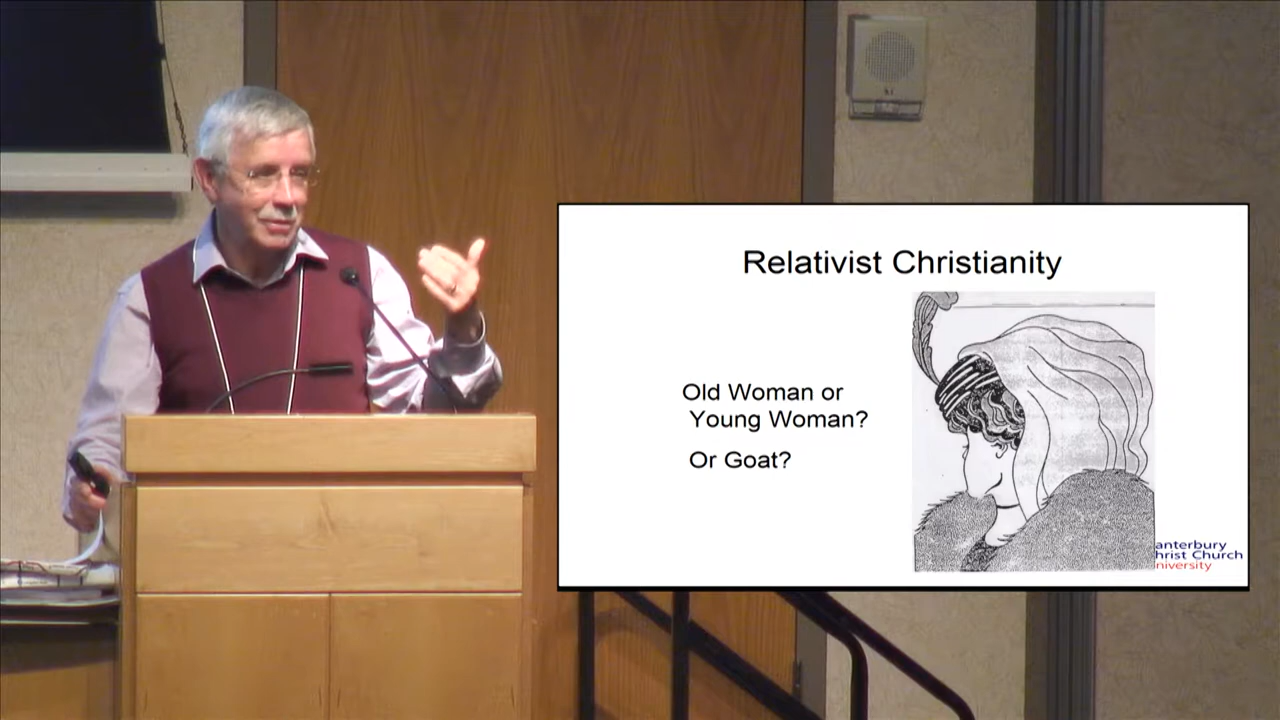 Relativist Christianity
Old Woman or
Young Woman?
Or Goat?
anterbury
hrist Church
niversity